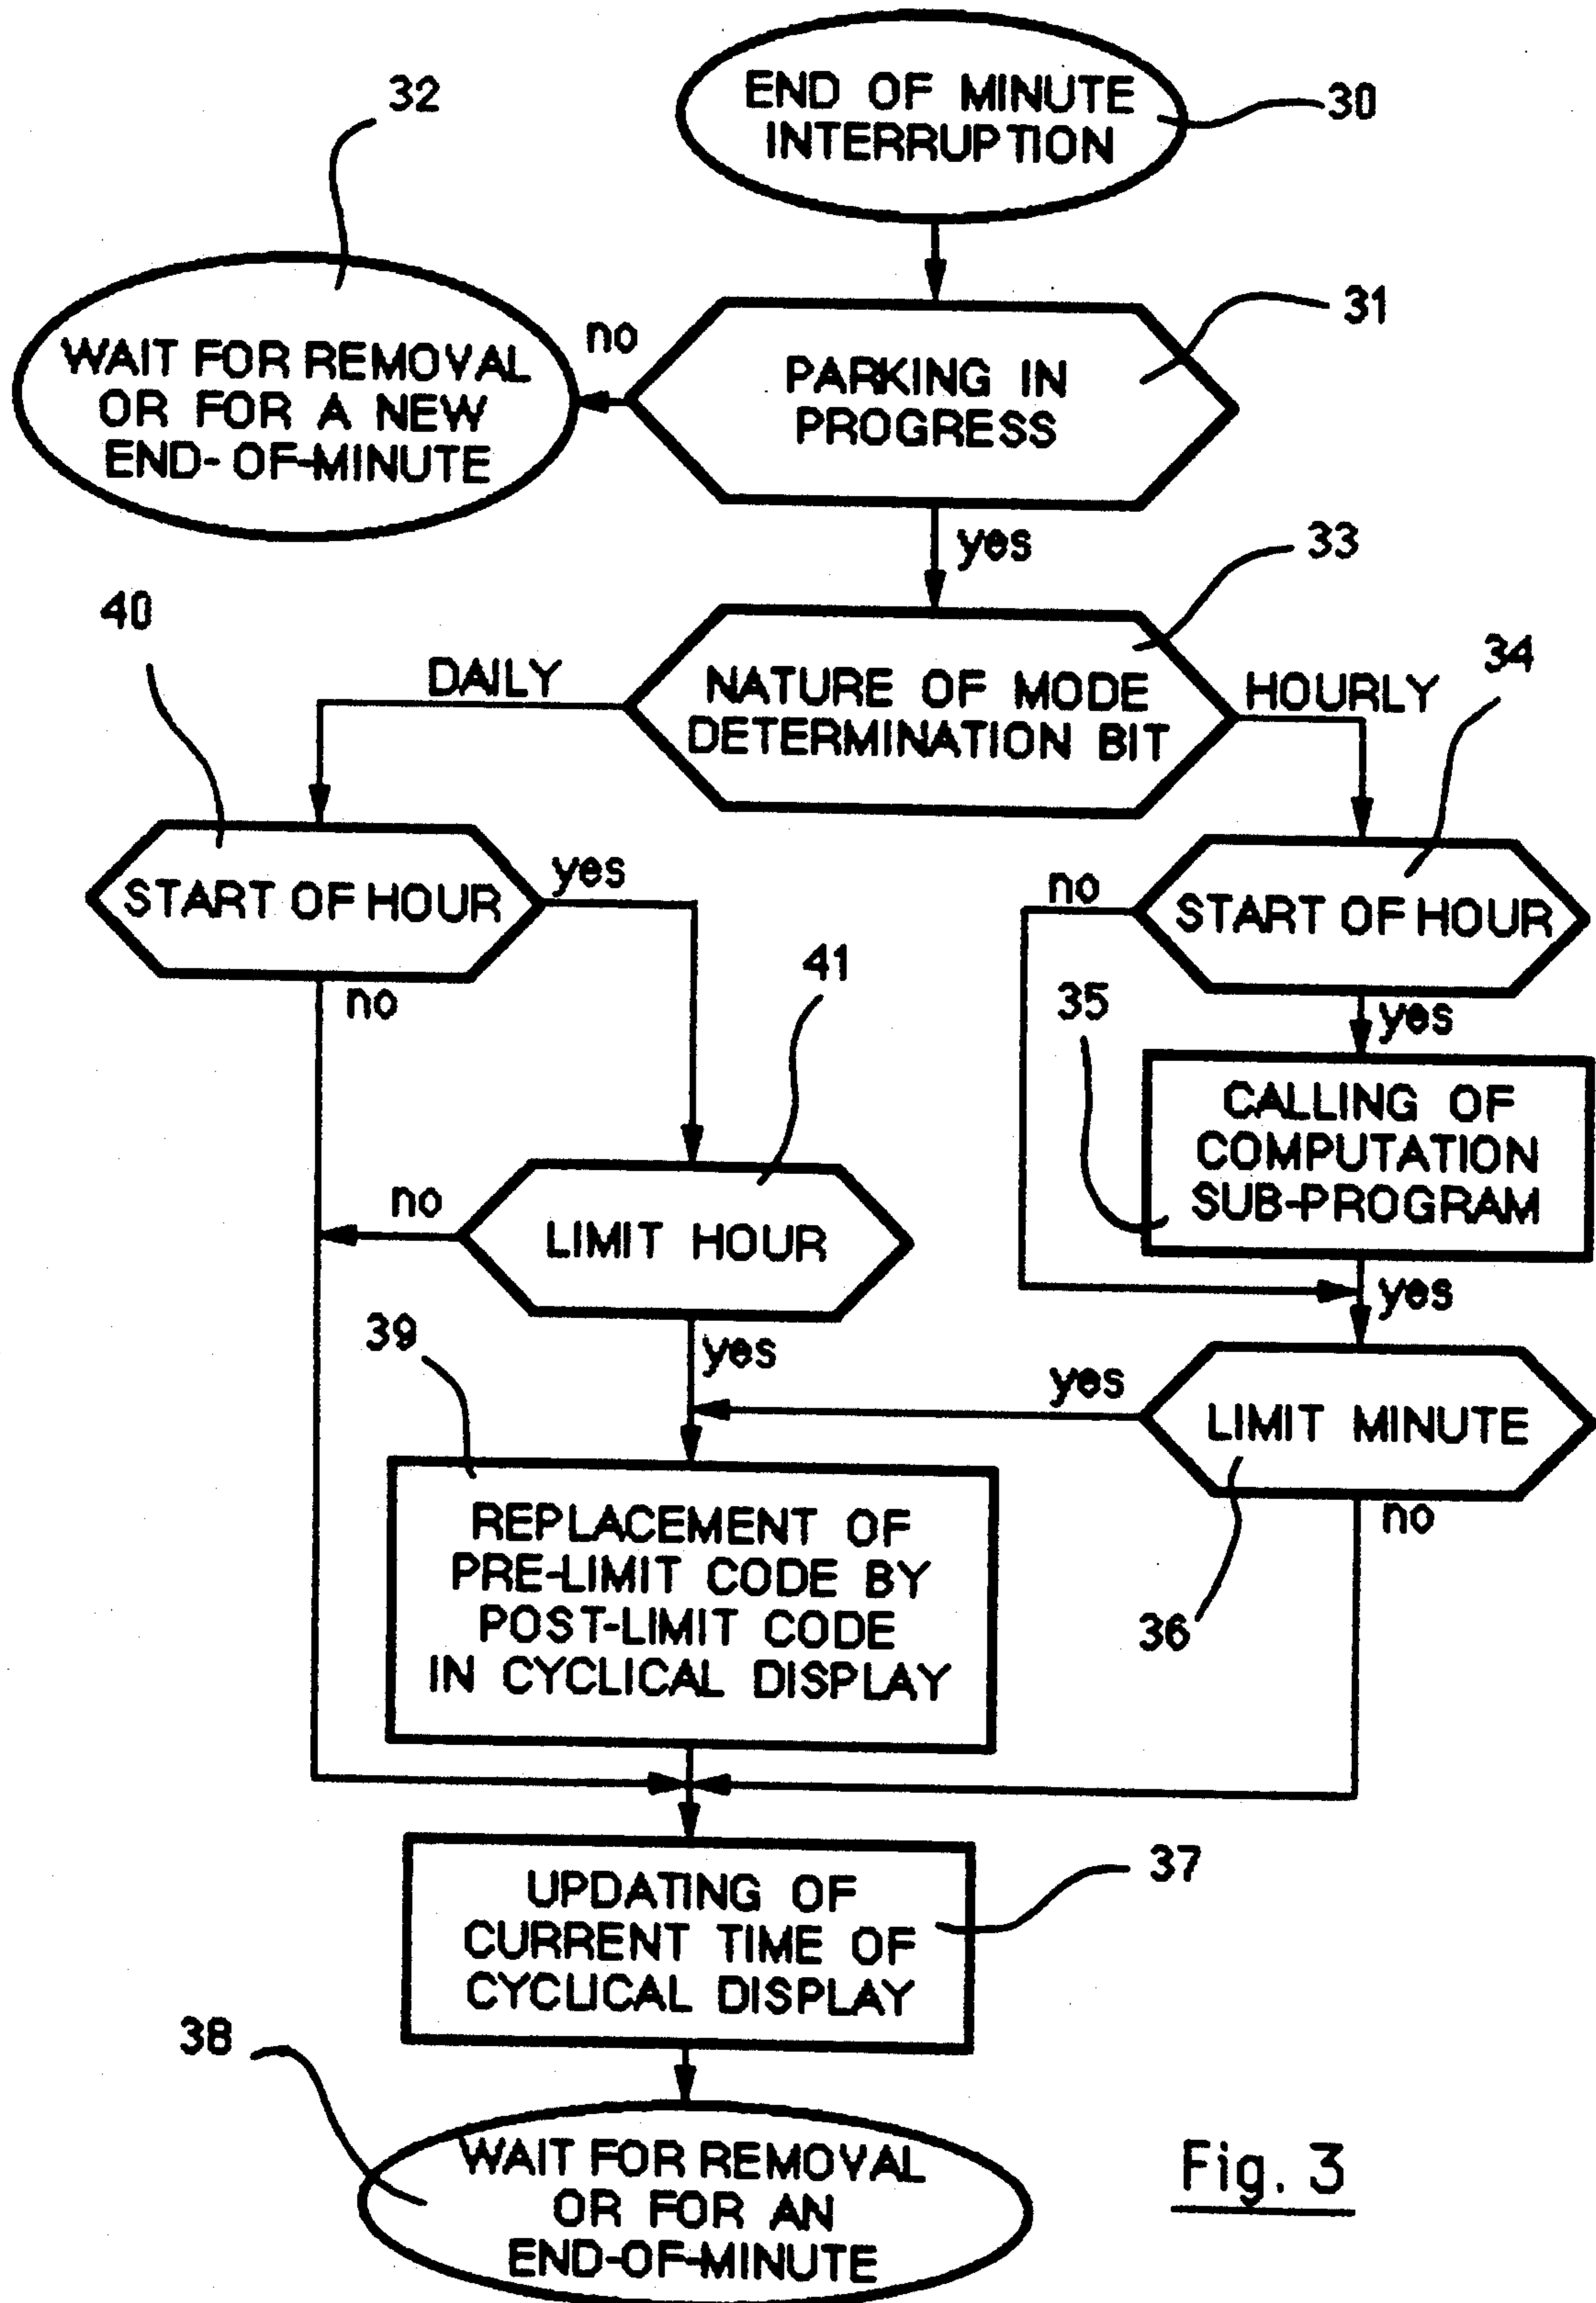 END OF MINUTE
INTERRUPTION
30
32
WAIT FOR REMOVAL
OR FOR A NEW
END-OF-MINUTE
no
PARKING IN
PROGRESS
31
yes
33
40
DAILY
NATURE OF MODE
DETERMINATION BIT
HOURLY
34
START OF HOUR
yes
no
START OF HOUR
no
41
35
yes
CALLING OF
COMPUTATION
SUB-PROGRAM
no
LIMIT HOUR
yes
39
yes
yes
LIMIT MINUTE
no
36
REPLACEMENT OF
PRE-LIMIT CODE BY
POST-LIMIT CODE
IN CYCLICAL DISPLAY
UPDATING OF
CURRENT TIME OF
CYCLICAL DISPLAY
37
38
WAIT FOR REMOVAL
OR FOR AN
END-OF-MINUTE
Fig. 3